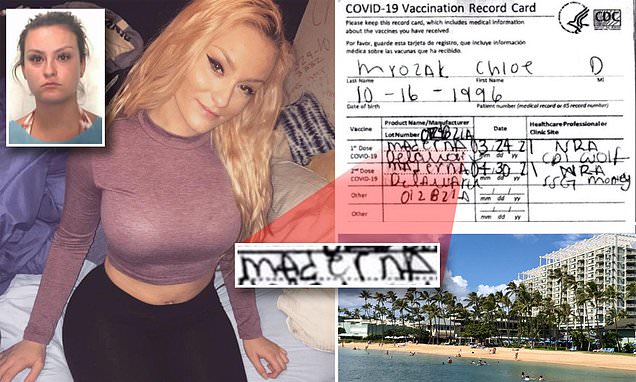 COVID-19 Vaccination Record Card
Please keep this record card, which includes medical information
about the vaccines you have received.
Por favor, guarde esta tarjeta de registro, que incluye información
médica sobre las vacunas que ha recibido.
CDC
Mrozak Chloe D
Last Name First Name MI
10-16-1996
Date of birth Patient number (medical record or IIS record number)
Vaccine Product Name/Manufacturer Date Healthcare Professional or
Lot Number Clinic Site
1st Dose
COVID-19
maderna 03.24.21 NRA
Delaware mm dd yy CPT WOLF
2nd Dose
COVID-19
maderna 04.30.21 NRA
Delaware mm dd yy SSG Money
Other 012B21A mm dd yy
Other mm dd yy
maderna